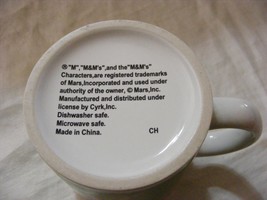 ® "M","M&M's",and the"M&M's"
Characters,are registered trademarks
of Mars,Incorporated and used under
authority of the owner, © Mars,Inc.
Manufactured and distributed under
license by Cyrk,Inc.
Dishwasher safe.
Microwave safe.
Made in China. CH